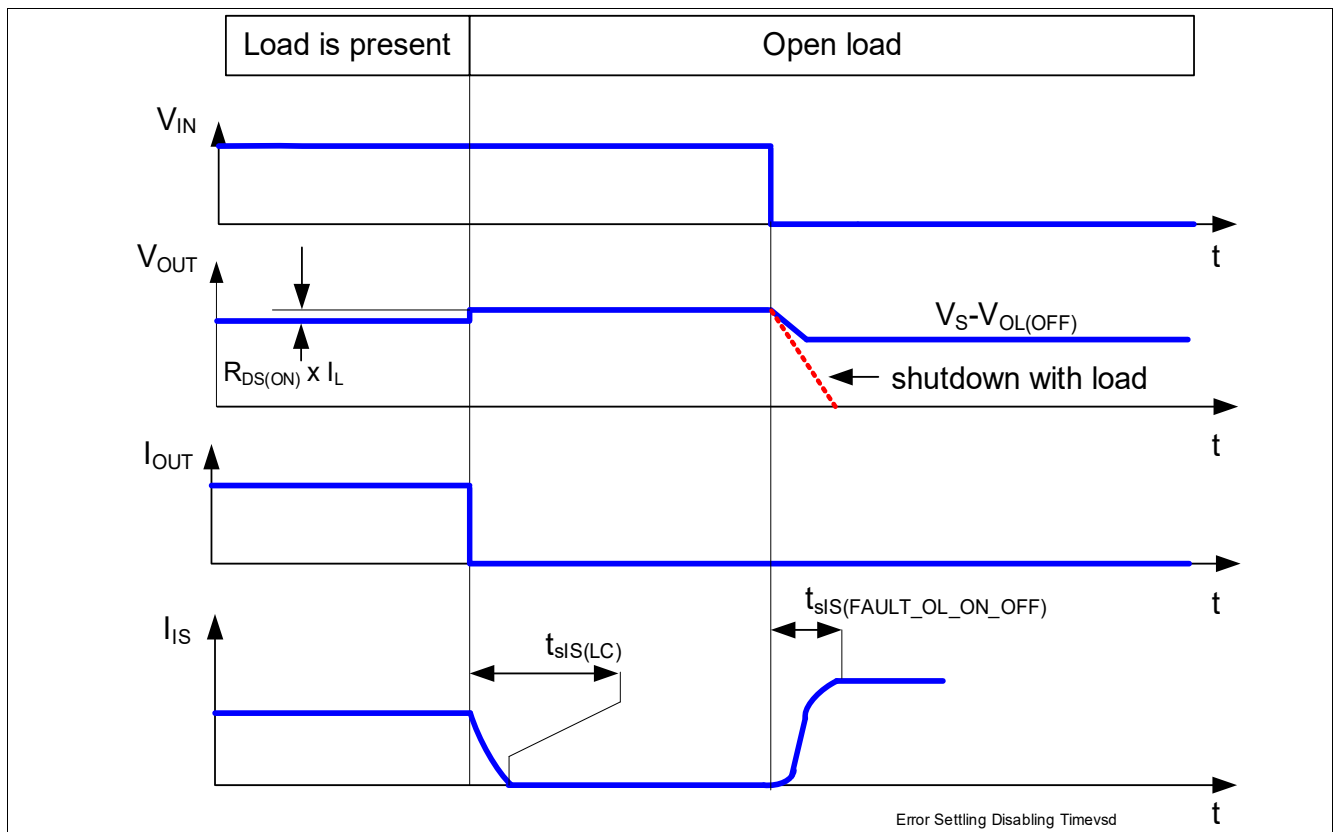 Load is present
Open load
VIN
t
VOUT
RDS(ON) x IL
VS-VOL(OFF)
shutdown with load
t
IOUT
t
IIS
tsIS(LC)
tsIS(FAULT_OL_ON_OFF)
t
Error Settling Disabling Timevsd